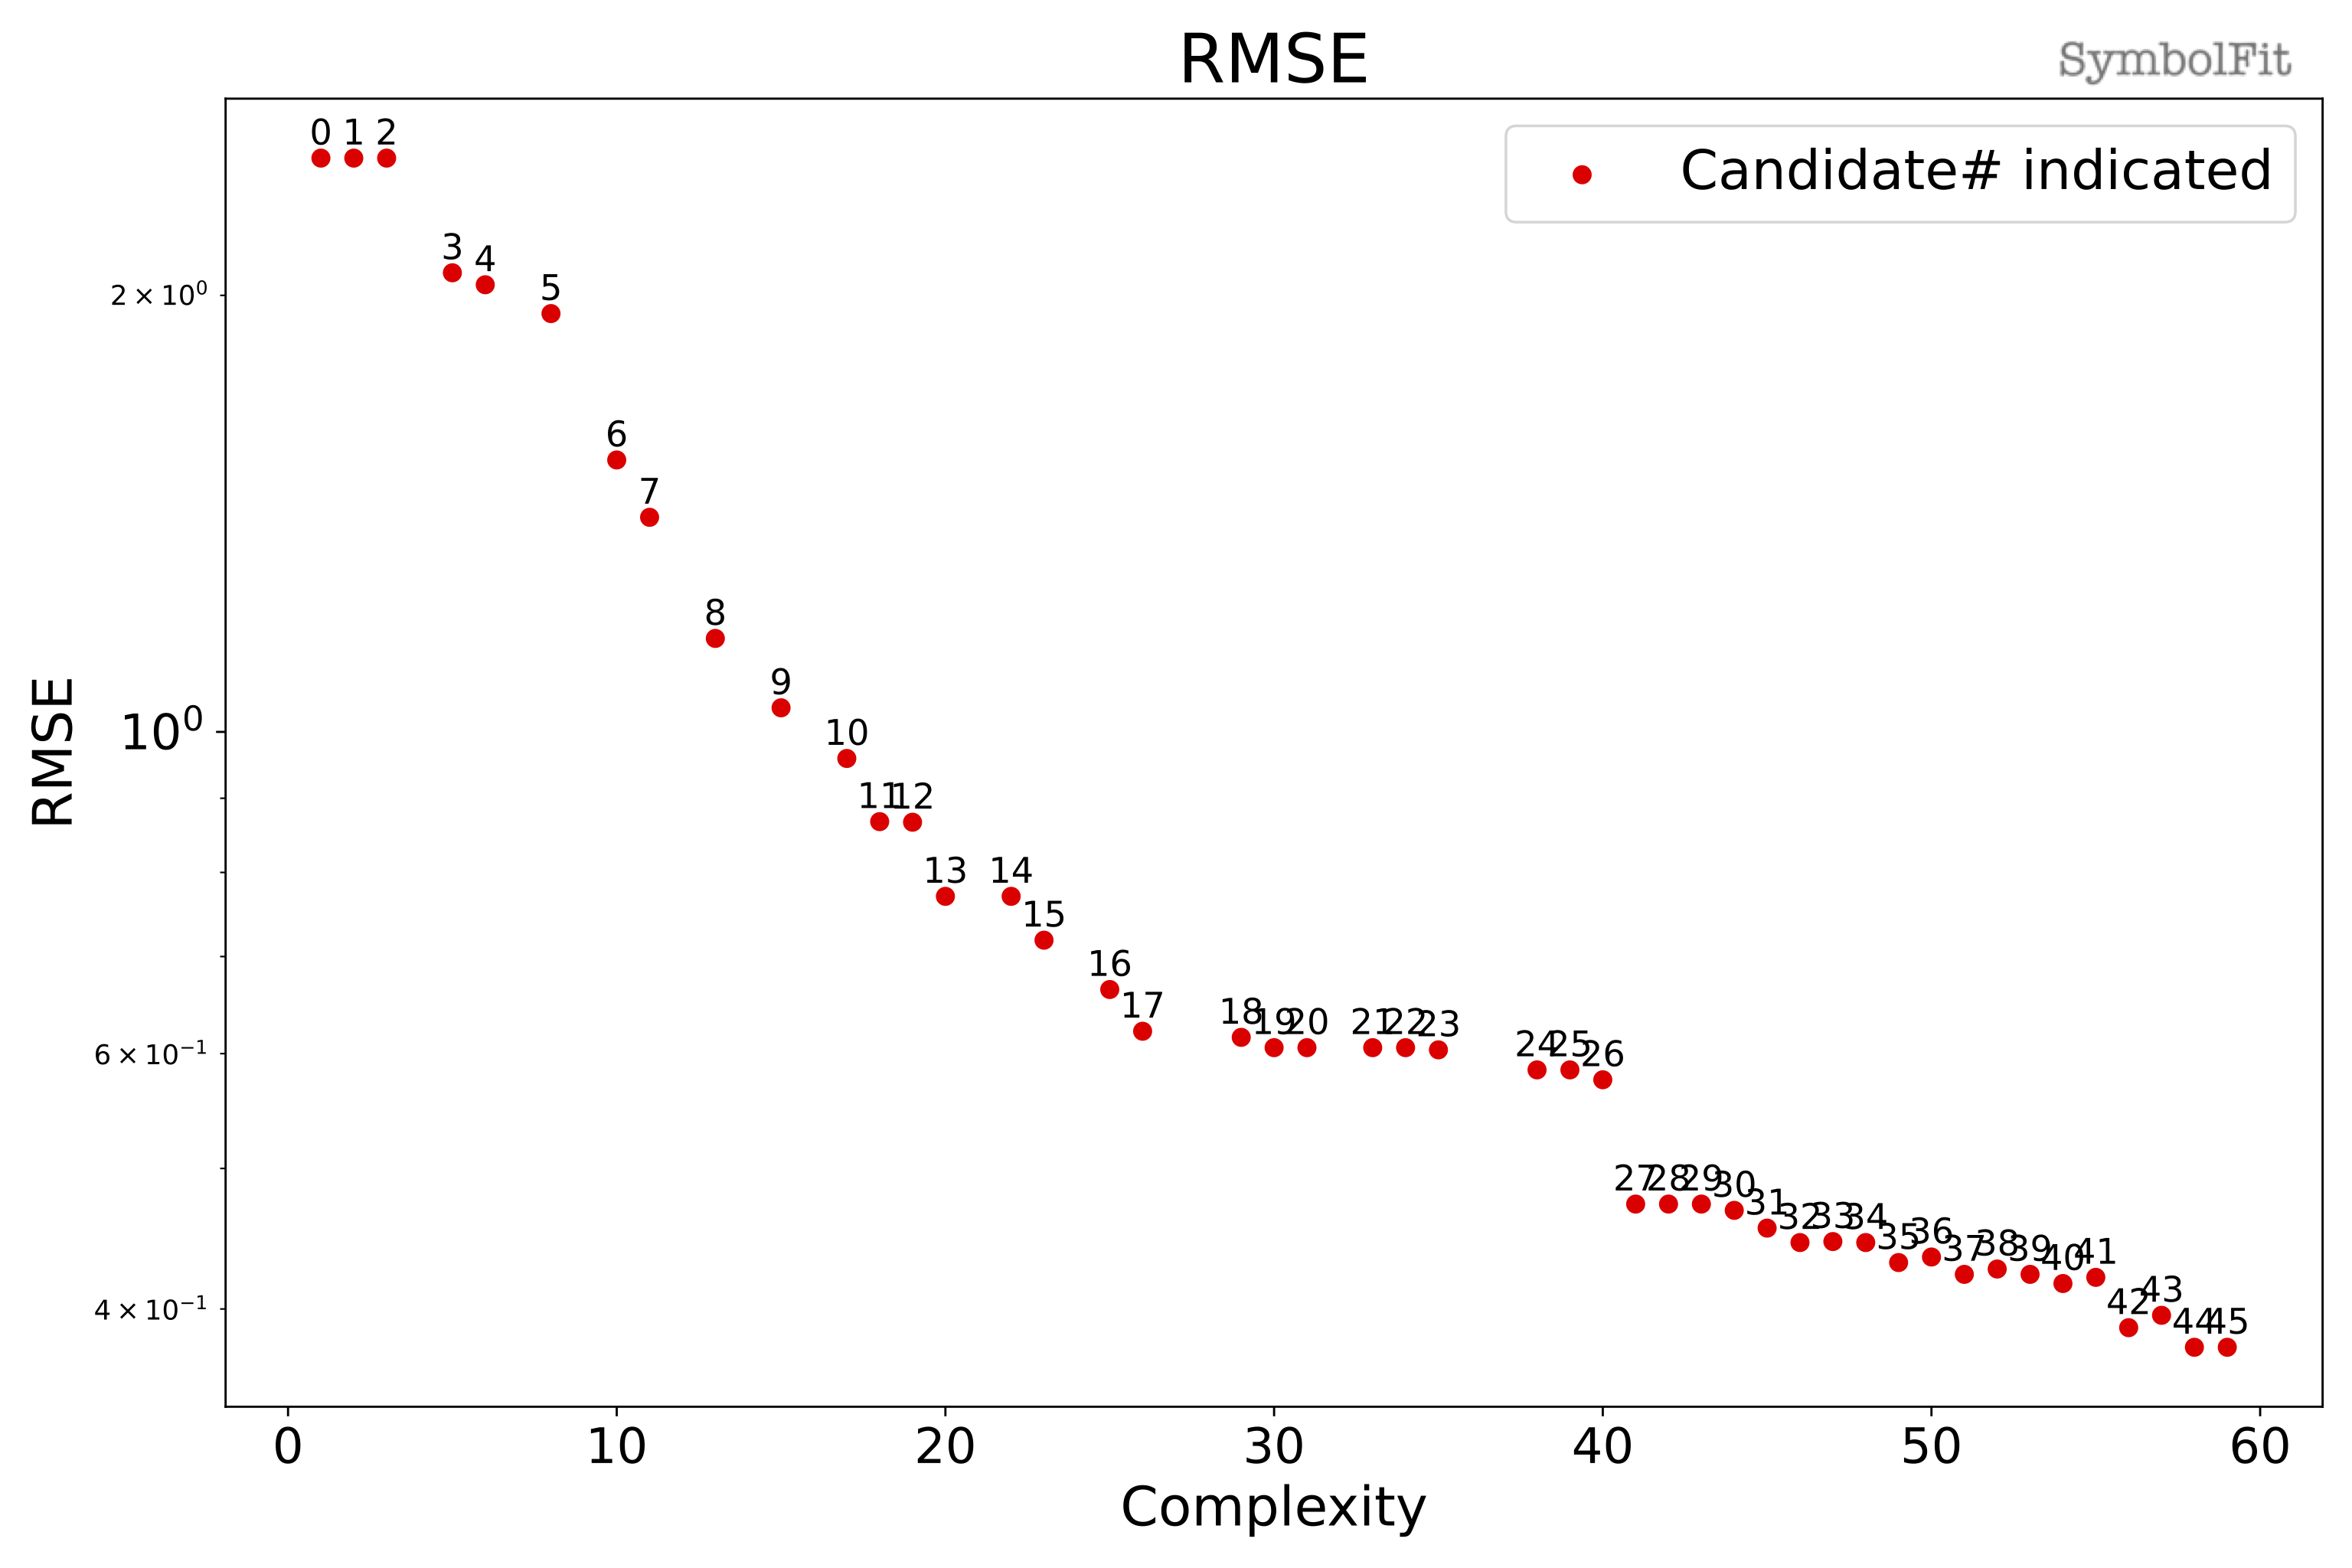 RMSE
SymbolFit
Candidate# indicated
0 1 2
3 4 5
6
7
8
9
10
11 12
13 14
15
16
17
18 19 20 21 22 23
24 25 26
27 28 29 30 31 32 33 34 35 36 37 38 39 40 41
42 43 44 45
2 × 10⁰
10⁰
6 × 10⁻¹
4 × 10⁻¹
RMSE
0 10 20 30 40 50 60
Complexity